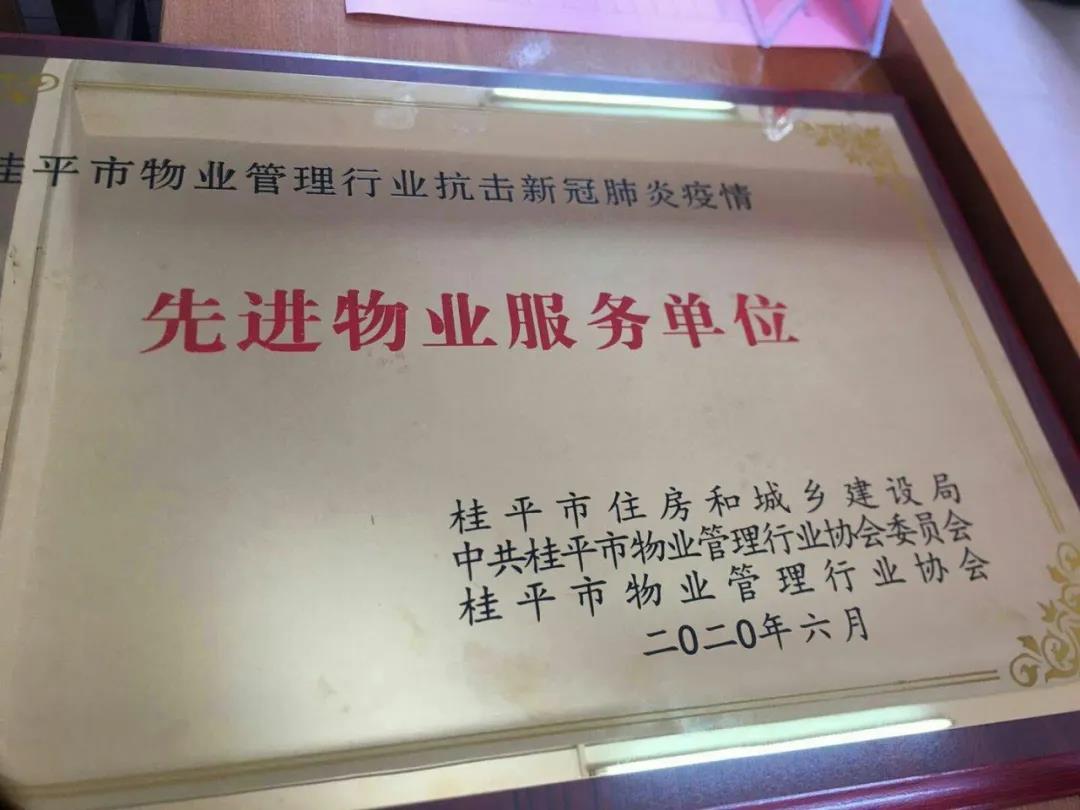 桂平市物业管理行业抗击新冠肺炎疫情
先进物业服务单位
桂平市住房和城乡建设局
中共桂平市物业管理行业协会委员会
桂平市物业管理行业协会
二0二0年六月